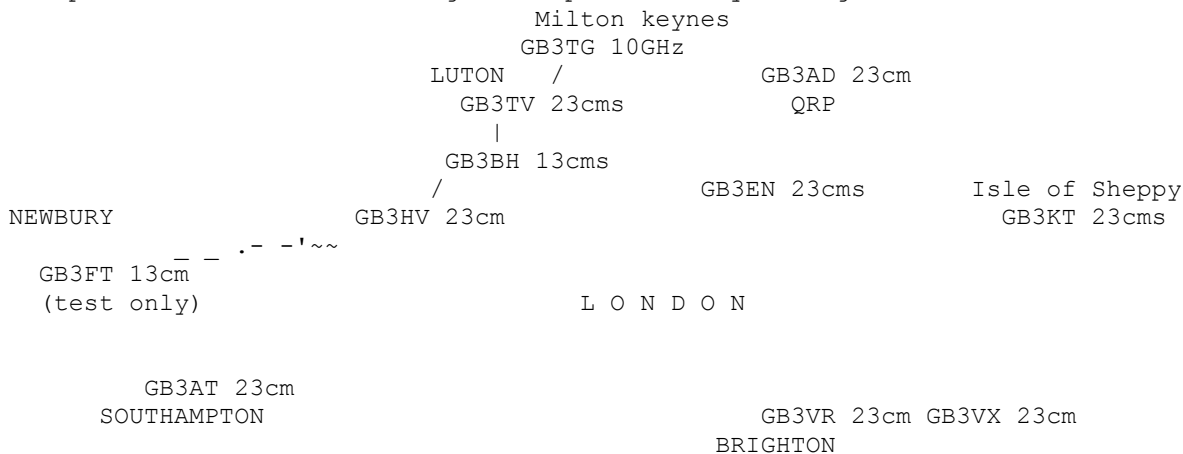 Milton keynes
GB3TG 10GHz
LUTON / GB3AD 23cm
GB3TV 23cms QRP
|
GB3BH 13cms
/ GB3EN 23cms Isle of Sheppy
NEWBURY GB3HV 23cm GB3KT 23cms
_ _ .- -'~~
GB3FT 13cm
(test only) L O N D O N
GB3AT 23cm
SOUTHAMPTON GB3VR 23cm GB3VX 23cm
BRIGHTON